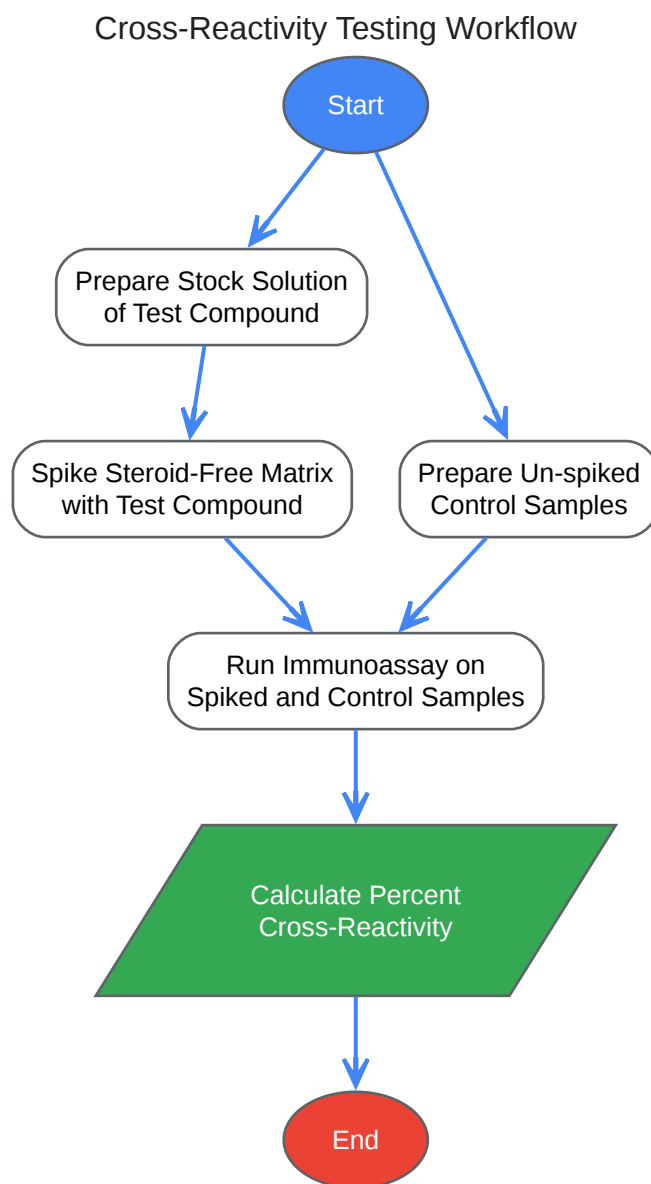 Cross-Reactivity Testing Workflow
Start
Prepare Stock Solution
of Test Compound
Spike Steroid-Free Matrix
with Test Compound
Prepare Un-spiked
Control Samples
Run Immunoassay on
Spiked and Control Samples
Calculate Percent
Cross-Reactivity
End